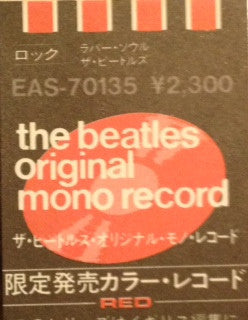 ロック
ラバー・ソウル
ザ・ビートルズ
EAS-70135 ¥2,300
the beatles
original
mono record
ザ・ビートルス・オリジナル・モノ・レコード
限定発売カラー・レコード
RED